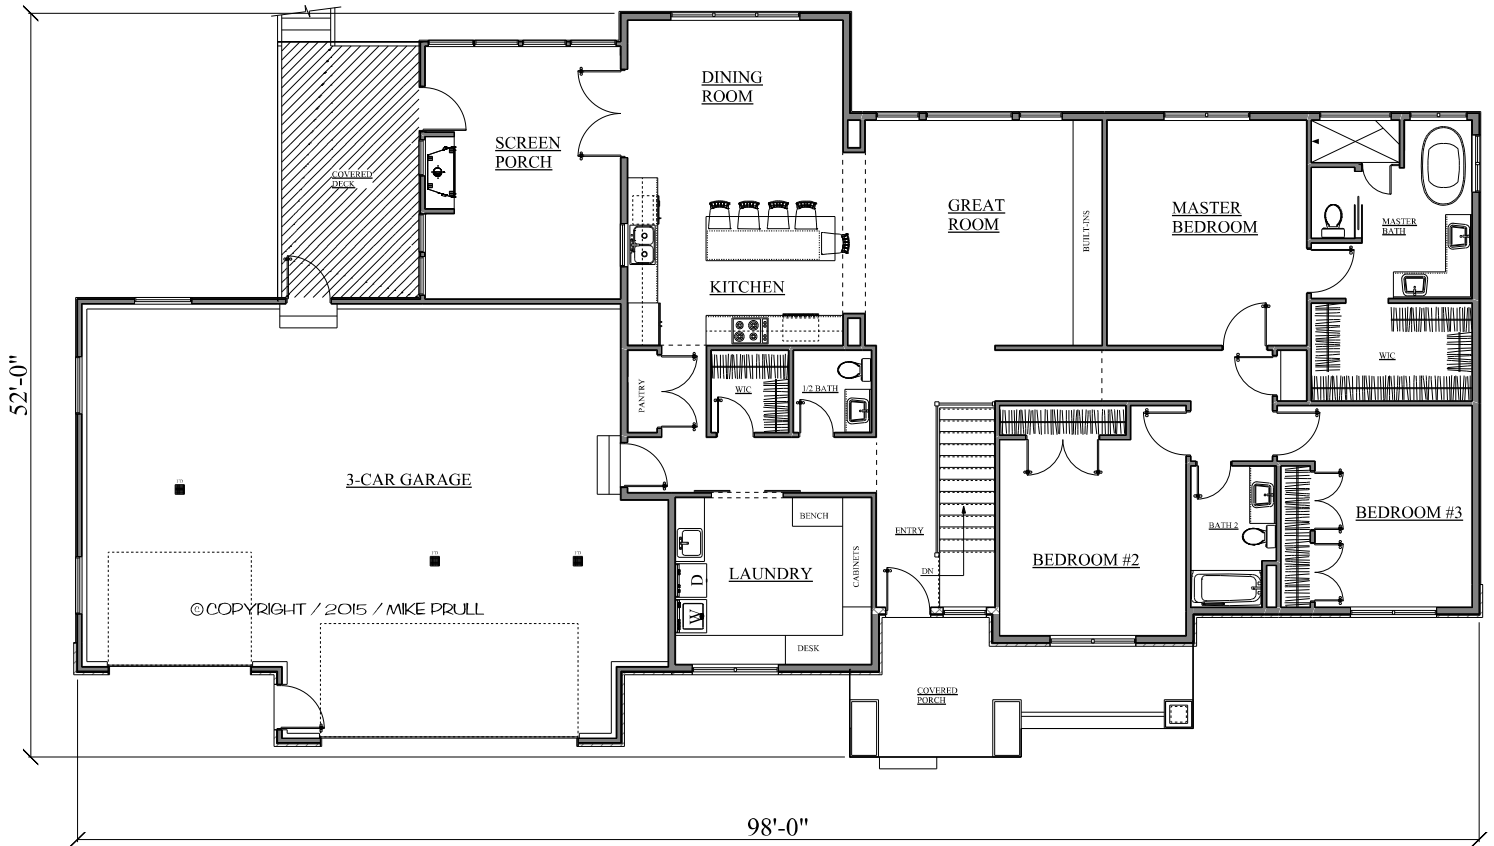 DINING
ROOM
SCREEN
PORCH
COVERED
DECK
GREAT
ROOM
BUILT-INS
MASTER
BEDROOM
MASTER
BATH
KITCHEN
52'-0"
PANTRY
WIC
1/2 BATH
WIC
3-CAR GARAGE
BENCH
CABINETS
ENTRY
DN
LAUNDRY
D
W
DESK
BEDROOM #2
BATH 2
BEDROOM #3
© COPYRIGHT / 2015 / MIKE PRULL
COVERED
PORCH
98'-0"